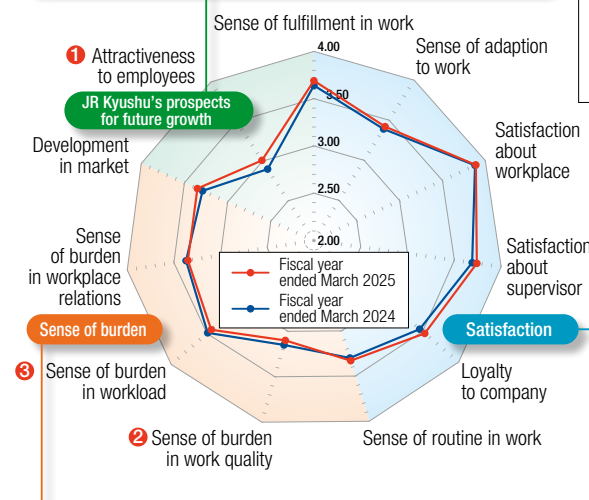 Sense of fulfillment in work
4.00
3.50
3.00
2.50
2.00
Sense of adaption
to work
Satisfaction
about
workplace
Satisfaction
about
supervisor
Satisfaction
Loyalty
to company
Sense of routine in work
2 Sense of burden
in work quality
3 Sense of burden
in workload
Sense of burden
Sense
of burden
in workplace
relations
Development
in market
JR Kyushu's prospects
for future growth
1 Attractiveness
to employees
Fiscal year
ended March 2025
Fiscal year
ended March 2024